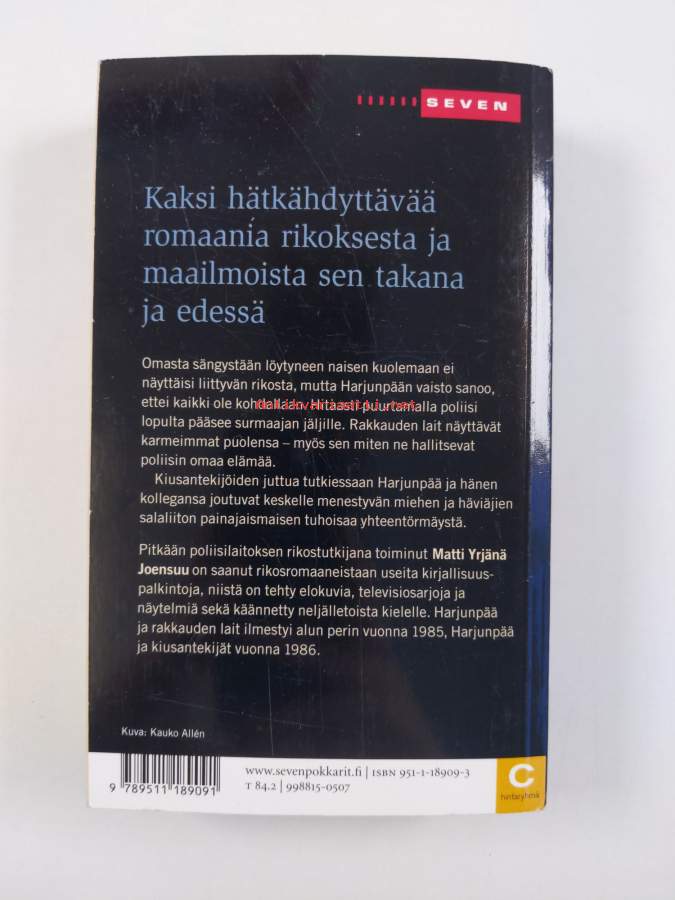 SEVEN
Kaksi hätkähdyttävää
romaania rikoksesta ja
maailmoista sen takana
ja edessä
Omasta sängystään löytyneen naisen kuolemaan ei
näyttäisi liittyvän rikosta, mutta Harjunpään vaisto sanoo,
ettei kaikki ole kohdallaan. Hitaasti puurtamalla poliisi
lopulta pääsee surmaajan jäljille. Rakkauden lait näyttävät
karmeimmat puolensa – myös sen miten ne hallitsevat
poliisin omaa elämää.
Kiusantekijöiden juttua tutkiessaan Harjunpää ja hänen
kollegansa joutuvat keskelle menestyvän miehen ja häviäjien
salaliiton painajaismaisen tuhoisaa yhteentörmäystä.
Pitkään poliisilaitoksen rikostutkijana toiminut Matti Yrjänä
Joensuu on saanut rikosromaaneistaan useita kirjallisuus-
palkintoja, niistä on tehty elokuvia, televisiosarjoja ja
näytelmiä sekä käännetty neljälletoista kielelle. Harjunpää
ja rakkauden lait ilmestyi alun perin vuonna 1985, Harjunpää
ja kiusantekijät vuonna 1986.
Kuva: Kauko Allén
www.sevenpokkarit.fi | ISBN 951-1-18909-3
T 84.2 | 998815-0507
9 789511 189091
C
hintaryhmä